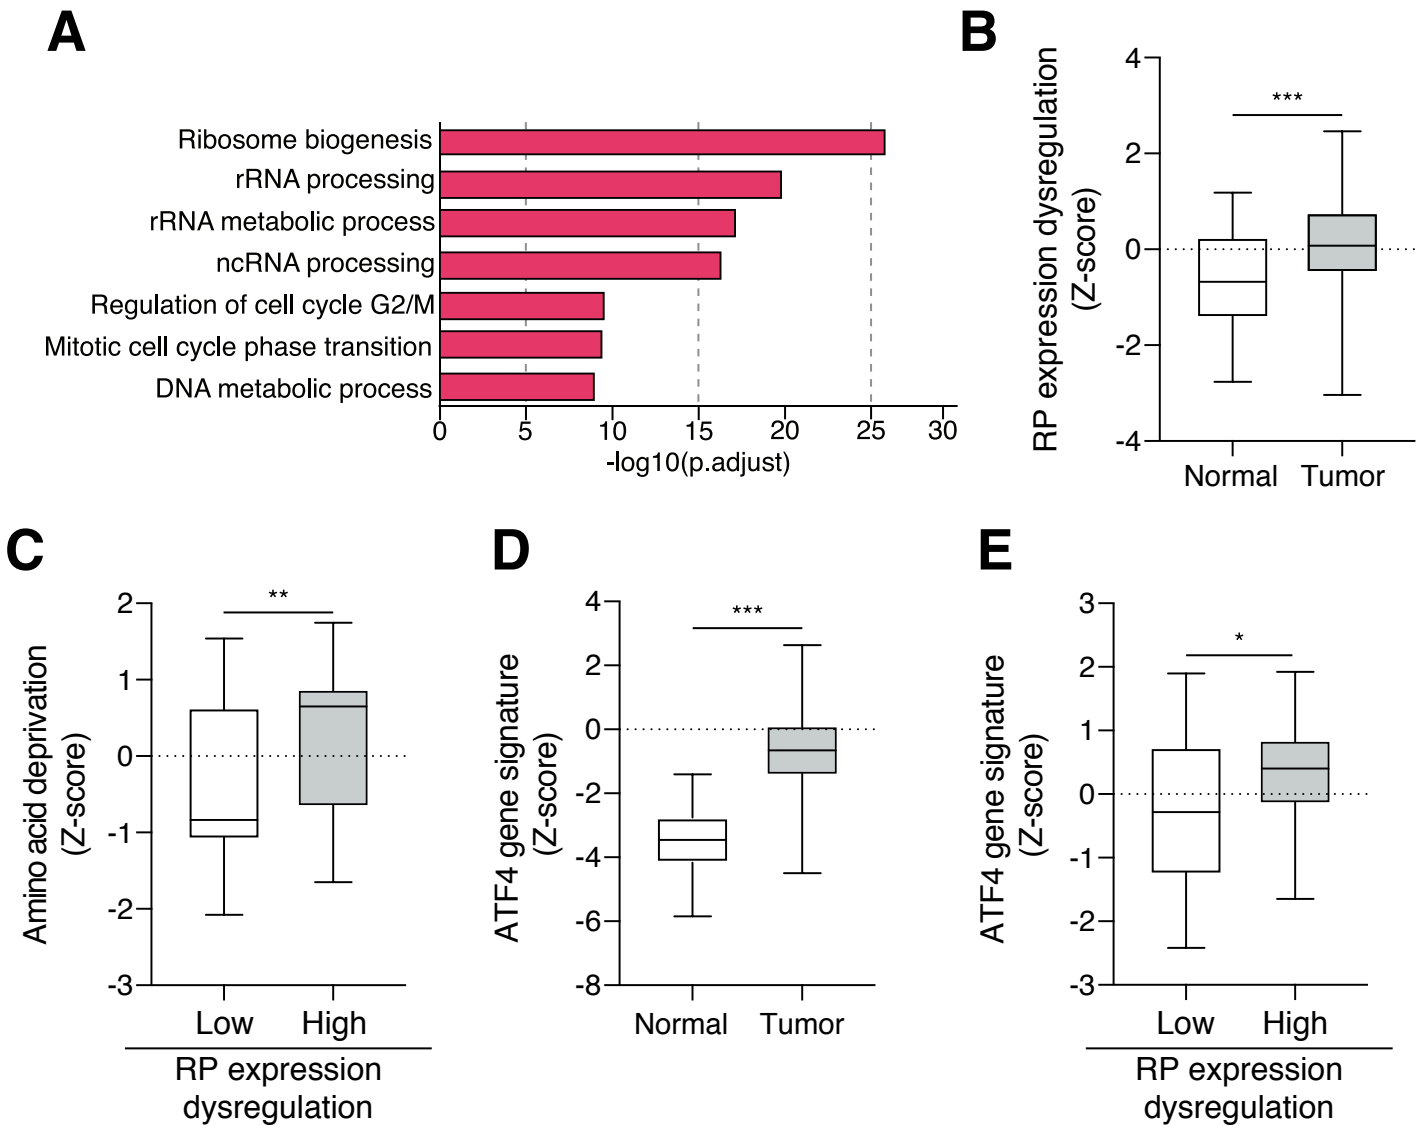 A
Ribosome biogenesis
rRNA processing
rRNA metabolic process
ncRNA processing
Regulation of cell cycle G2/M
Mitotic cell cycle phase transition
DNA metabolic process
0 5 10 15 20 25 30
-log10(p.adjust)
B
RP expression dysregulation
(Z-score)
4
2
0
-2
-4
***
Normal Tumor
C
Amino acid deprivation
(Z-score)
2
1
0
-1
-2
-3
**
Low High
RP expression
dysregulation
D
ATF4 gene signature
(Z-score)
4
2
0
-2
-4
-6
-8
***
Normal Tumor
E
ATF4 gene signature
(Z-score)
3
2
1
0
-1
-2
-3
*
Low High
RP expression
dysregulation